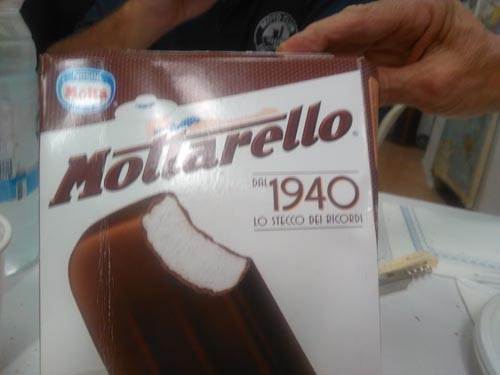 Motta
Mottarello
DAL 1940
LO STECCO DEI RICORDI